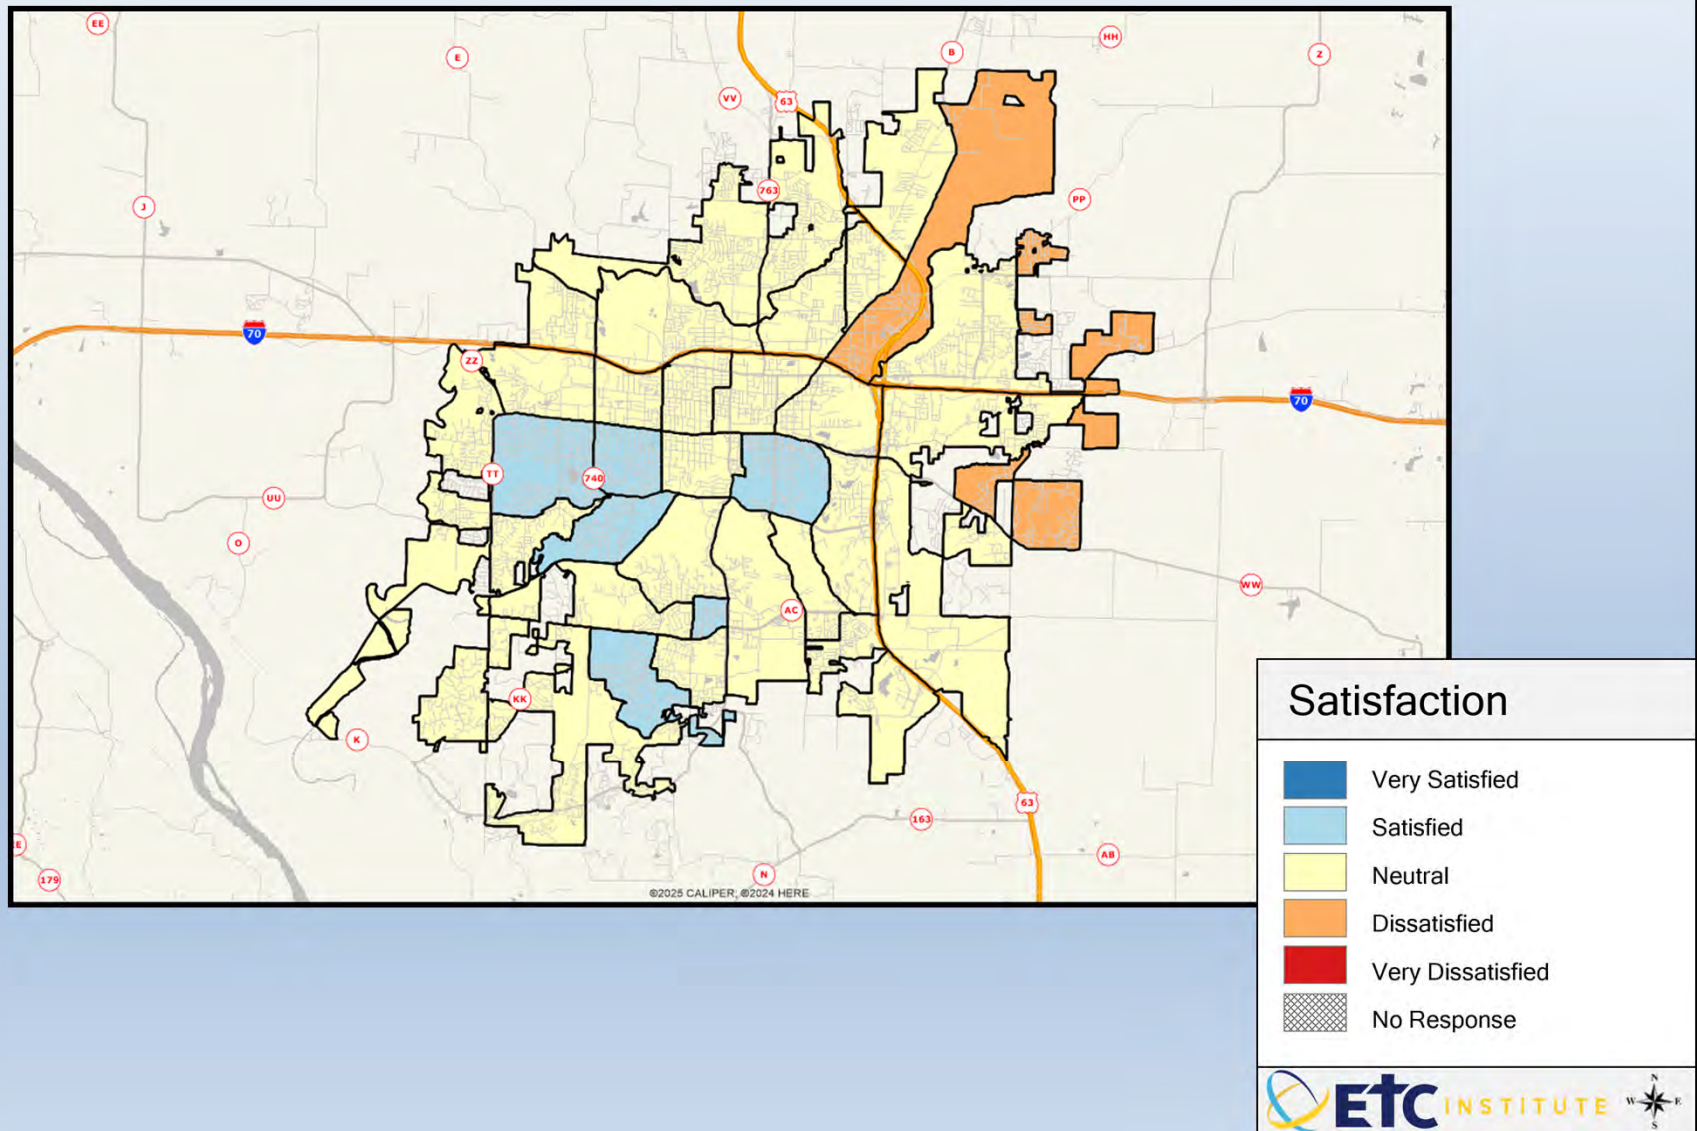 EE
E
B
HH
Z
VV
63
763
PP
J
70
ZZ
70
TT
740
UU
O
WW
AC
KK
K
63
163
AB
N
179
©2025 CALIPER; ©2024 HERE
Satisfaction
Very Satisfied
Satisfied
Neutral
Dissatisfied
Very Dissatisfied
No Response
N
W E
S
ETC INSTITUTE